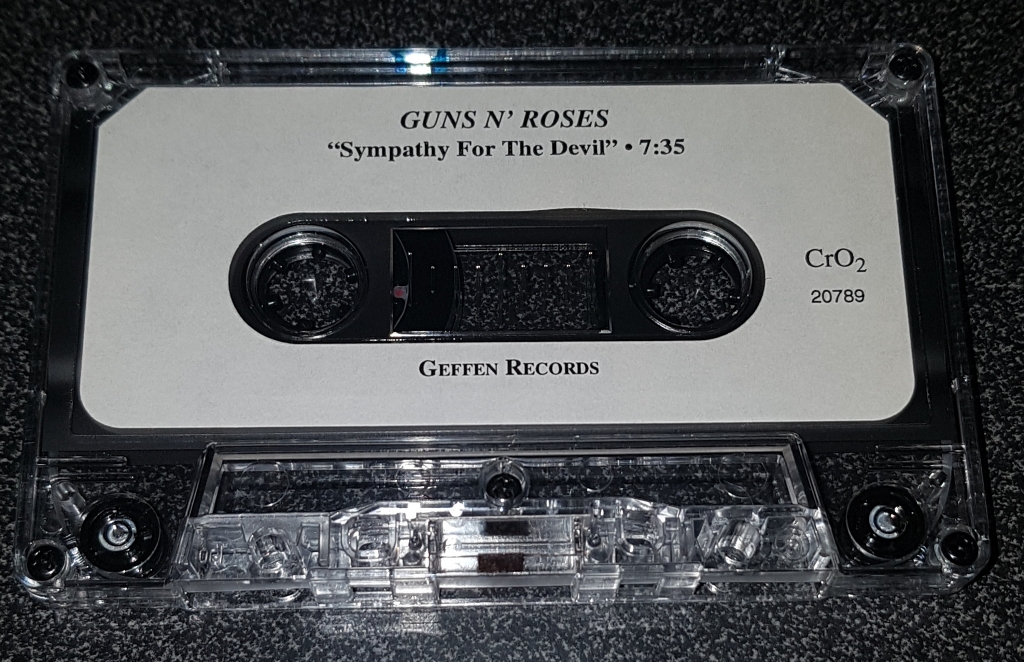 GUNS N’ ROSES
“Sympathy For The Devil” • 7:35
CrO₂
20789
GEFFEN RECORDS